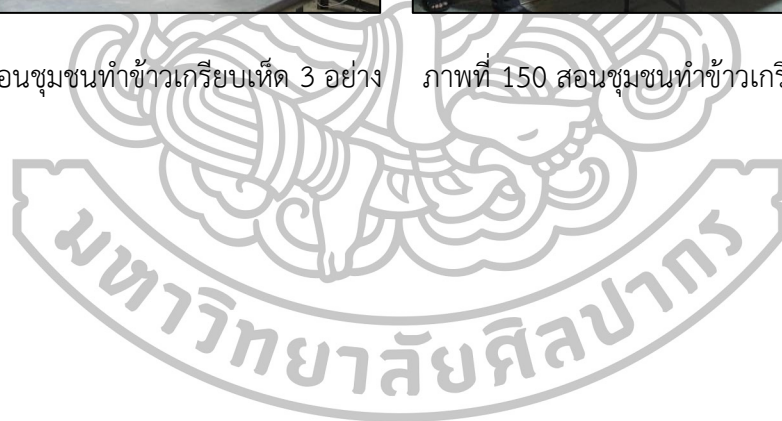 อนชุมชนทำข้าวเกรียบเห็ด 3 อย่าง ภาพที่ 150 สอนชุมชนทำข้าวเกรี
มหาวิทยาลัยศิลปากร